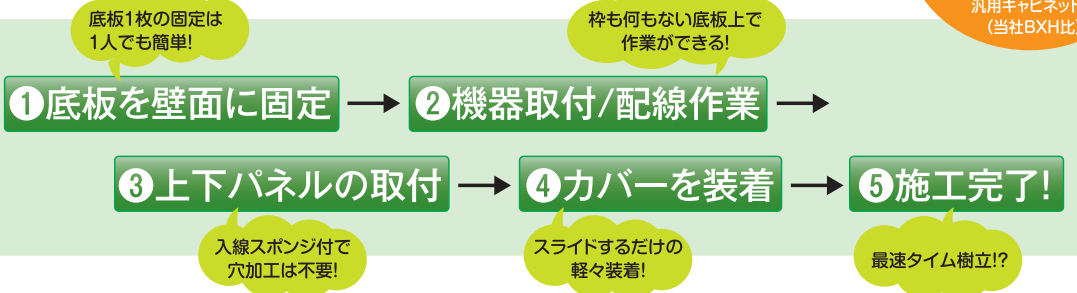 底板1枚の固定は
1人でも簡単!
枠も何もない底板上で
作業ができる!
汎用キャビネット
(当社BXH比)
❶底板を壁面に固定
❷機器取付/配線作業
❸上下パネルの取付
❹カバーを装着
❺施工完了!
入線スポンジ付で
穴加工は不要!
スライドするだけの
軽々装着!
最速タイム樹立!?